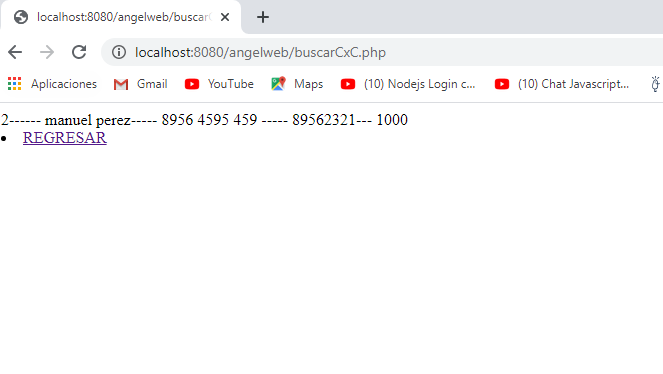 localhost:8080/angelweb/buscar
localhost:8080/angelweb/buscarCxC.php
Aplicaciones Gmail YouTube Maps (10) Nodejs Login c... (10) Chat Javascript...
2------ manuel perez----- 8956 4595 459 ----- 89562321--- 1000
REGRESAR